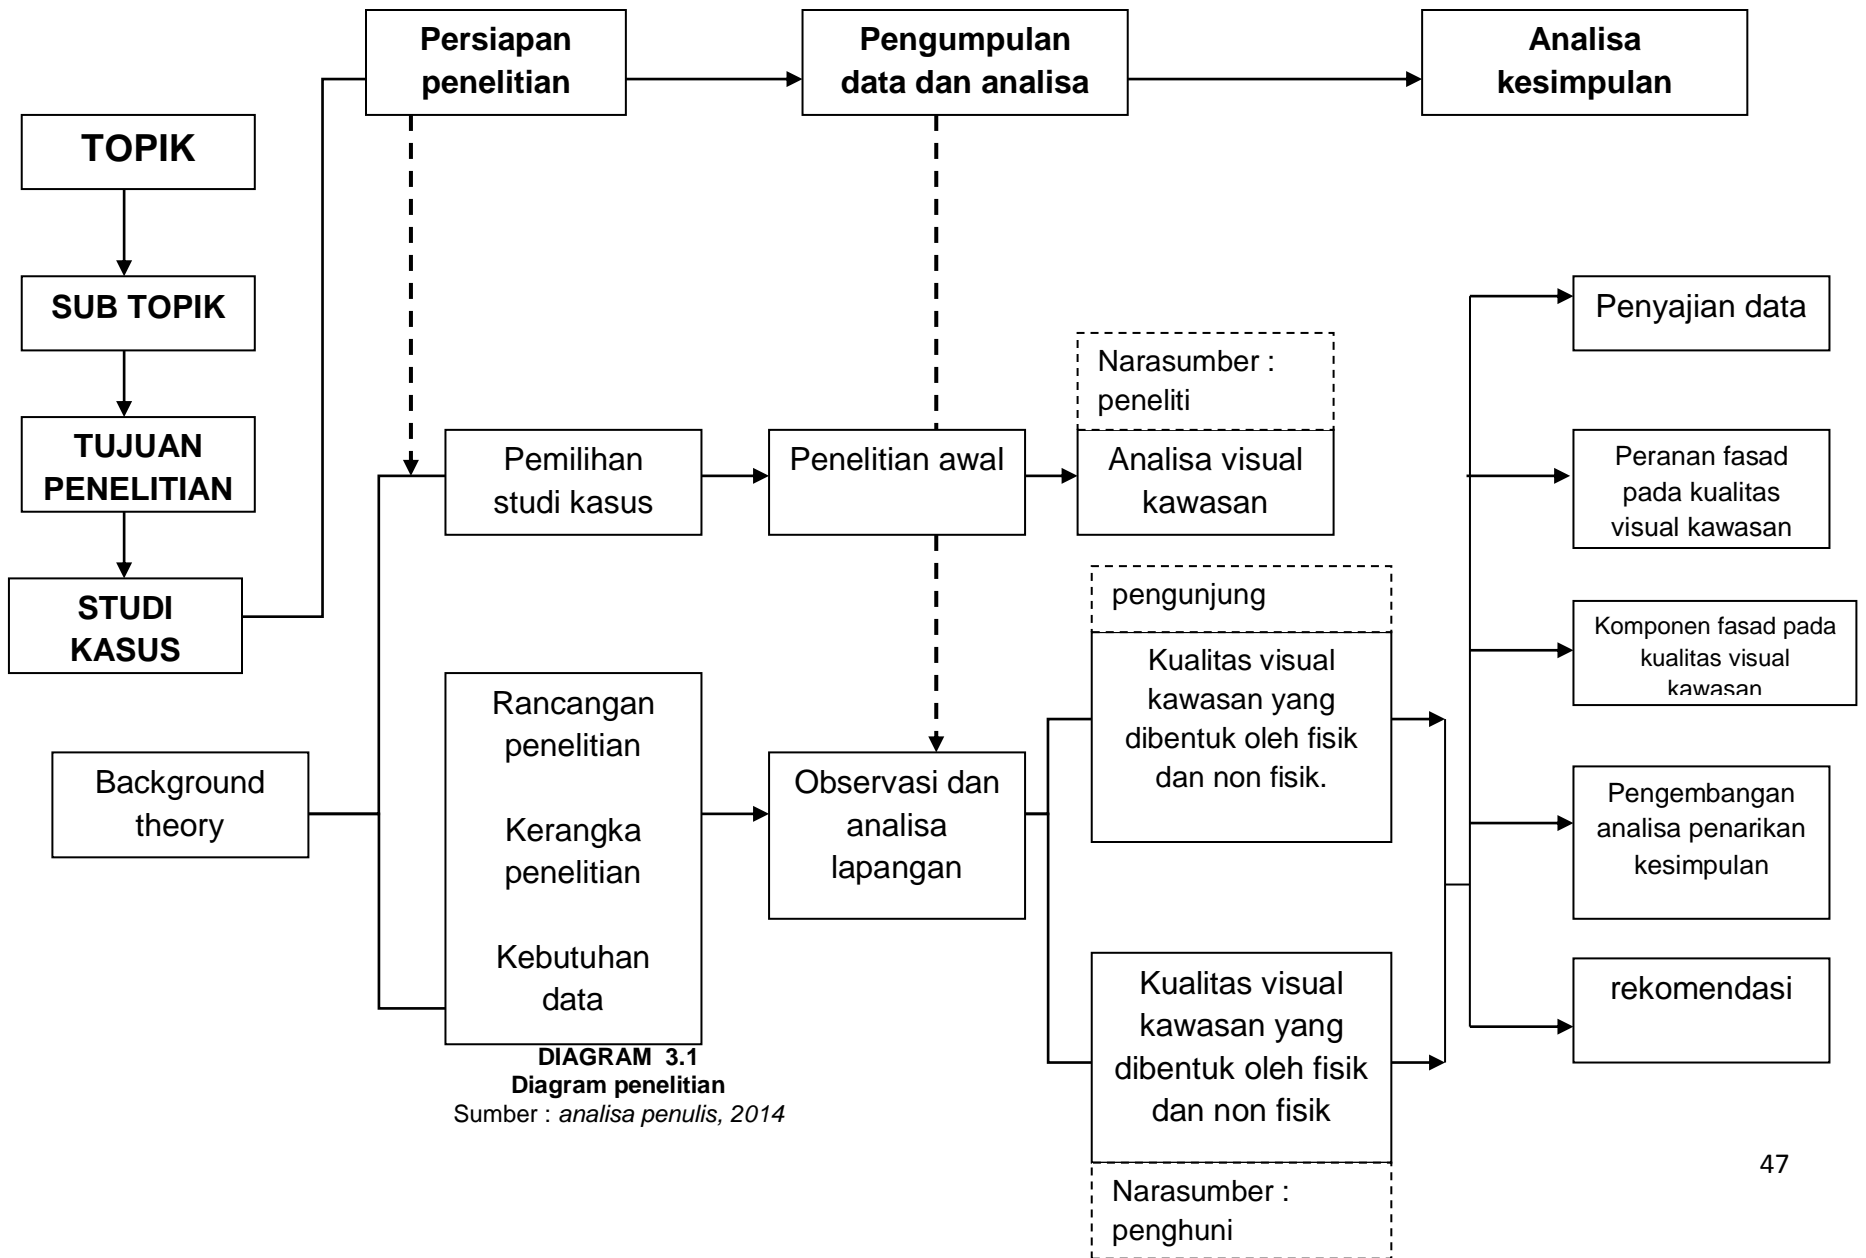 Persiapan
penelitian
Pengumpulan
data dan analisa
Analisa
kesimpulan
TOPIK
SUB TOPIK
TUJUAN
PENELITIAN
STUDI
KASUS
Background
theory
Pemilihan
studi kasus
Rancangan
penelitian
Kerangka
penelitian
Kebutuhan
data
Penelitian awal
Observasi dan
analisa
lapangan
Narasumber :
peneliti
Analisa visual
kawasan
pengunjung
Kualitas visual
kawasan yang
dibentuk oleh fisik
dan non fisik.
Kualitas visual
kawasan yang
dibentuk oleh fisik
dan non fisik
Narasumber :
penghuni
Penyajian data
Peranan fasad
pada kualitas
visual kawasan
Komponen fasad pada
kualitas visual
kawasan
Pengembangan
analisa penarikan
kesimpulan
rekomendasi
DIAGRAM 3.1
Diagram penelitian
Sumber : analisa penulis, 2014
47